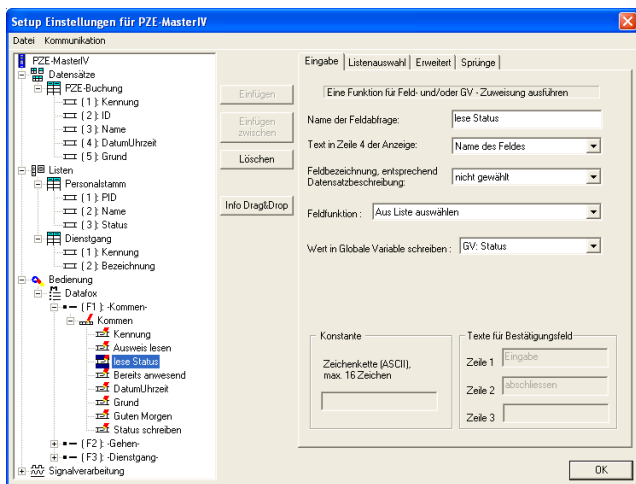 Setup Einstellungen für PZE-MasterIV
Datei Kommunikation
PZE-MasterIV
Datensätze
PZE-Buchung
( 1 ): Kennung
( 2 ): ID
( 3 ): Name
( 4 ): DatumUhrzeit
( 5 ): Grund
Listen
Personalstamm
( 1 ): PID
( 2 ): Name
( 3 ): Status
Dienstgang
( 1 ): Kennung
( 2 ): Bezeichnung
Bedienung
Datafox
( F1 ): -Kommen-
Kommen
Kennung
Ausweis lesen
lese Status
Bereits anwesend
DatumUhrzeit
Grund
Guten Morgen
Status schreiben
( F2 ): -Gehen-
( F3 ): -Dienstgang-
Signalverarbeitung
Einfügen
Einfügen
zwischen
Löschen
Info Drag&Drop
Eingabe Listenauswahl Erweitert Sprünge
Eine Funktion für Feld- und/oder GV - Zuweisung ausführen
Name der Feldabfrage: lese Status
Text in Zeile 4 der Anzeige: Name des Feldes
Feldbezeichnung, entsprechend
Datensatzbeschreibung: nicht gewählt
Feldfunktion : Aus Liste auswählen
Wert in Globale Variable schreiben : GV: Status
Konstante
Zeichenkette (ASCII),
max. 16 Zeichen
Texte für Bestätigungsfeld
Zeile 1 Eingabe
Zeile 2 abschliessen
Zeile 3
OK